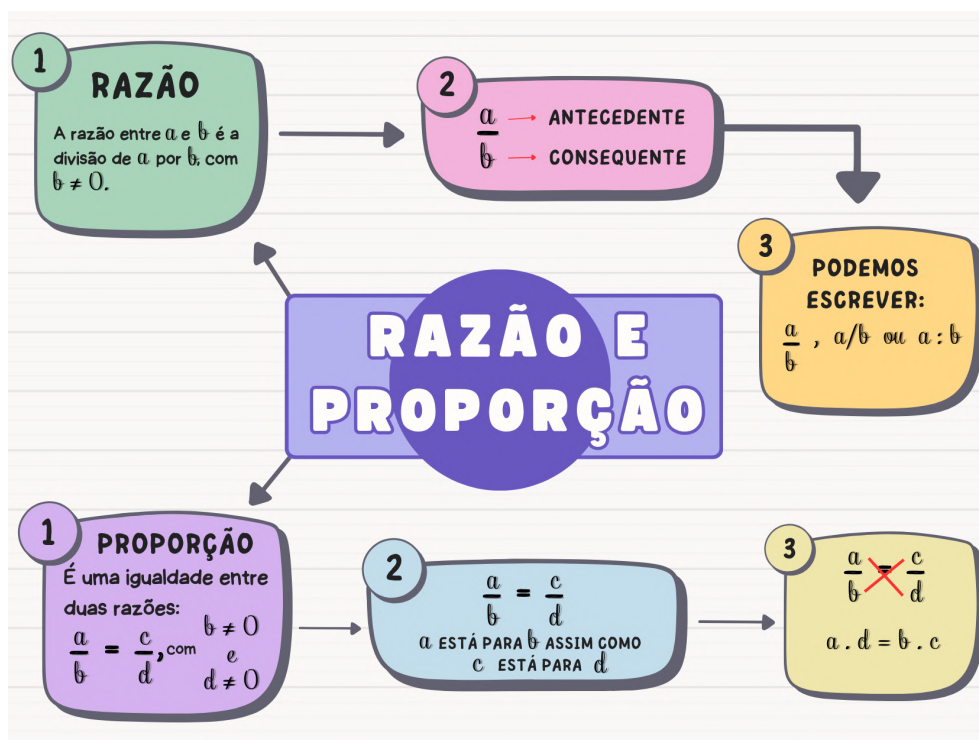 RAZÃO E
PROPORÇÃO
1
RAZÃO
A razão entre a e b é a
divisão de a por b, com
b ≠ 0.
2
a → ANTECEDENTE
b → CONSEQUENTE
3
PODEMOS
ESCREVER:
a
b , a/b ou a : b
1
PROPORÇÃO
É uma igualdade entre
duas razões:
a/b = c/d, com b ≠ 0
e
d ≠ 0
2
a/b = c/d
a ESTÁ PARA b ASSIM COMO
c ESTÁ PARA d
3
a/b = c/d
a . d = b . c